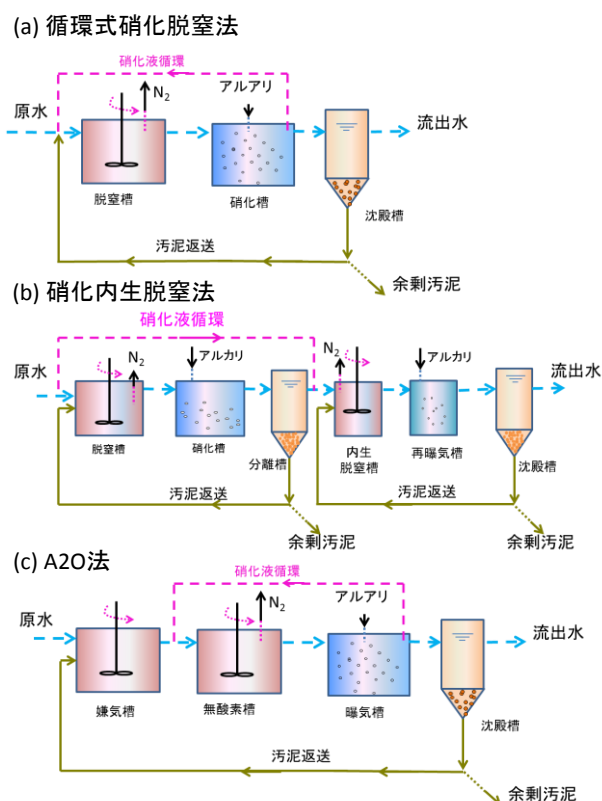 (a) 循環式硝化脱窒法
硝化液循環
N2
アルアリ
原水
流出水
脱窒槽
硝化槽
沈殿槽
汚泥返送
余剰汚泥
(b) 硝化内生脱窒法
硝化液循環
原水
N2
アルカリ
N2
アルカリ
流出水
脱窒槽
硝化槽
分離槽
内生
脱窒槽
再曝気槽
沈殿槽
汚泥返送
汚泥返送
余剰汚泥
余剰汚泥
(c) A2O法
硝化液循環
N2
アルアリ
原水
流出水
嫌気槽
無酸素槽
曝気槽
沈殿槽
汚泥返送
余剰汚泥